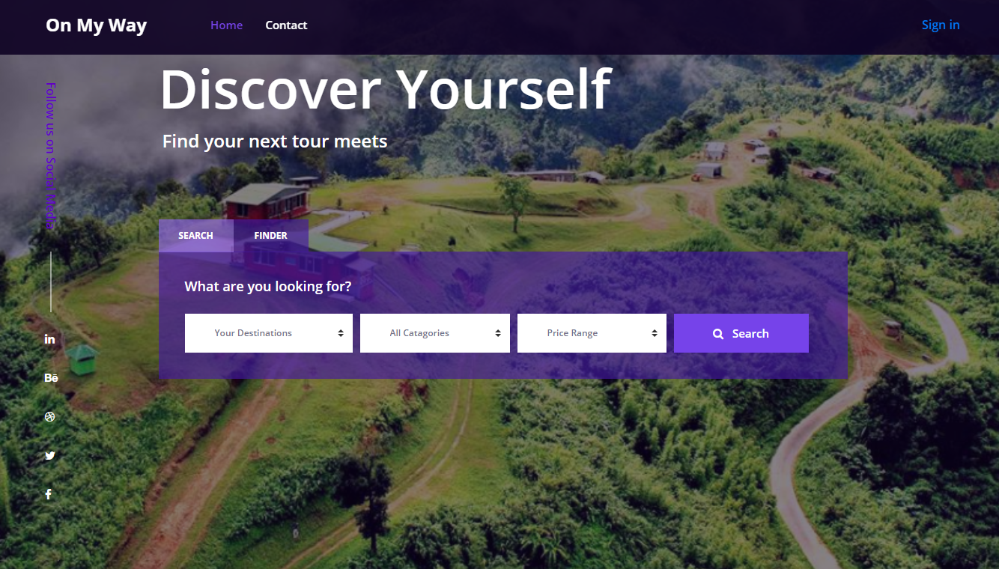 On My Way
Home
Contact
Sign in
Discover Yourself
Find your next tour meets
Follow us on Social Media
SEARCH
FINDER
What are you looking for?
Your Destinations
All Catagories
Price Range
Search